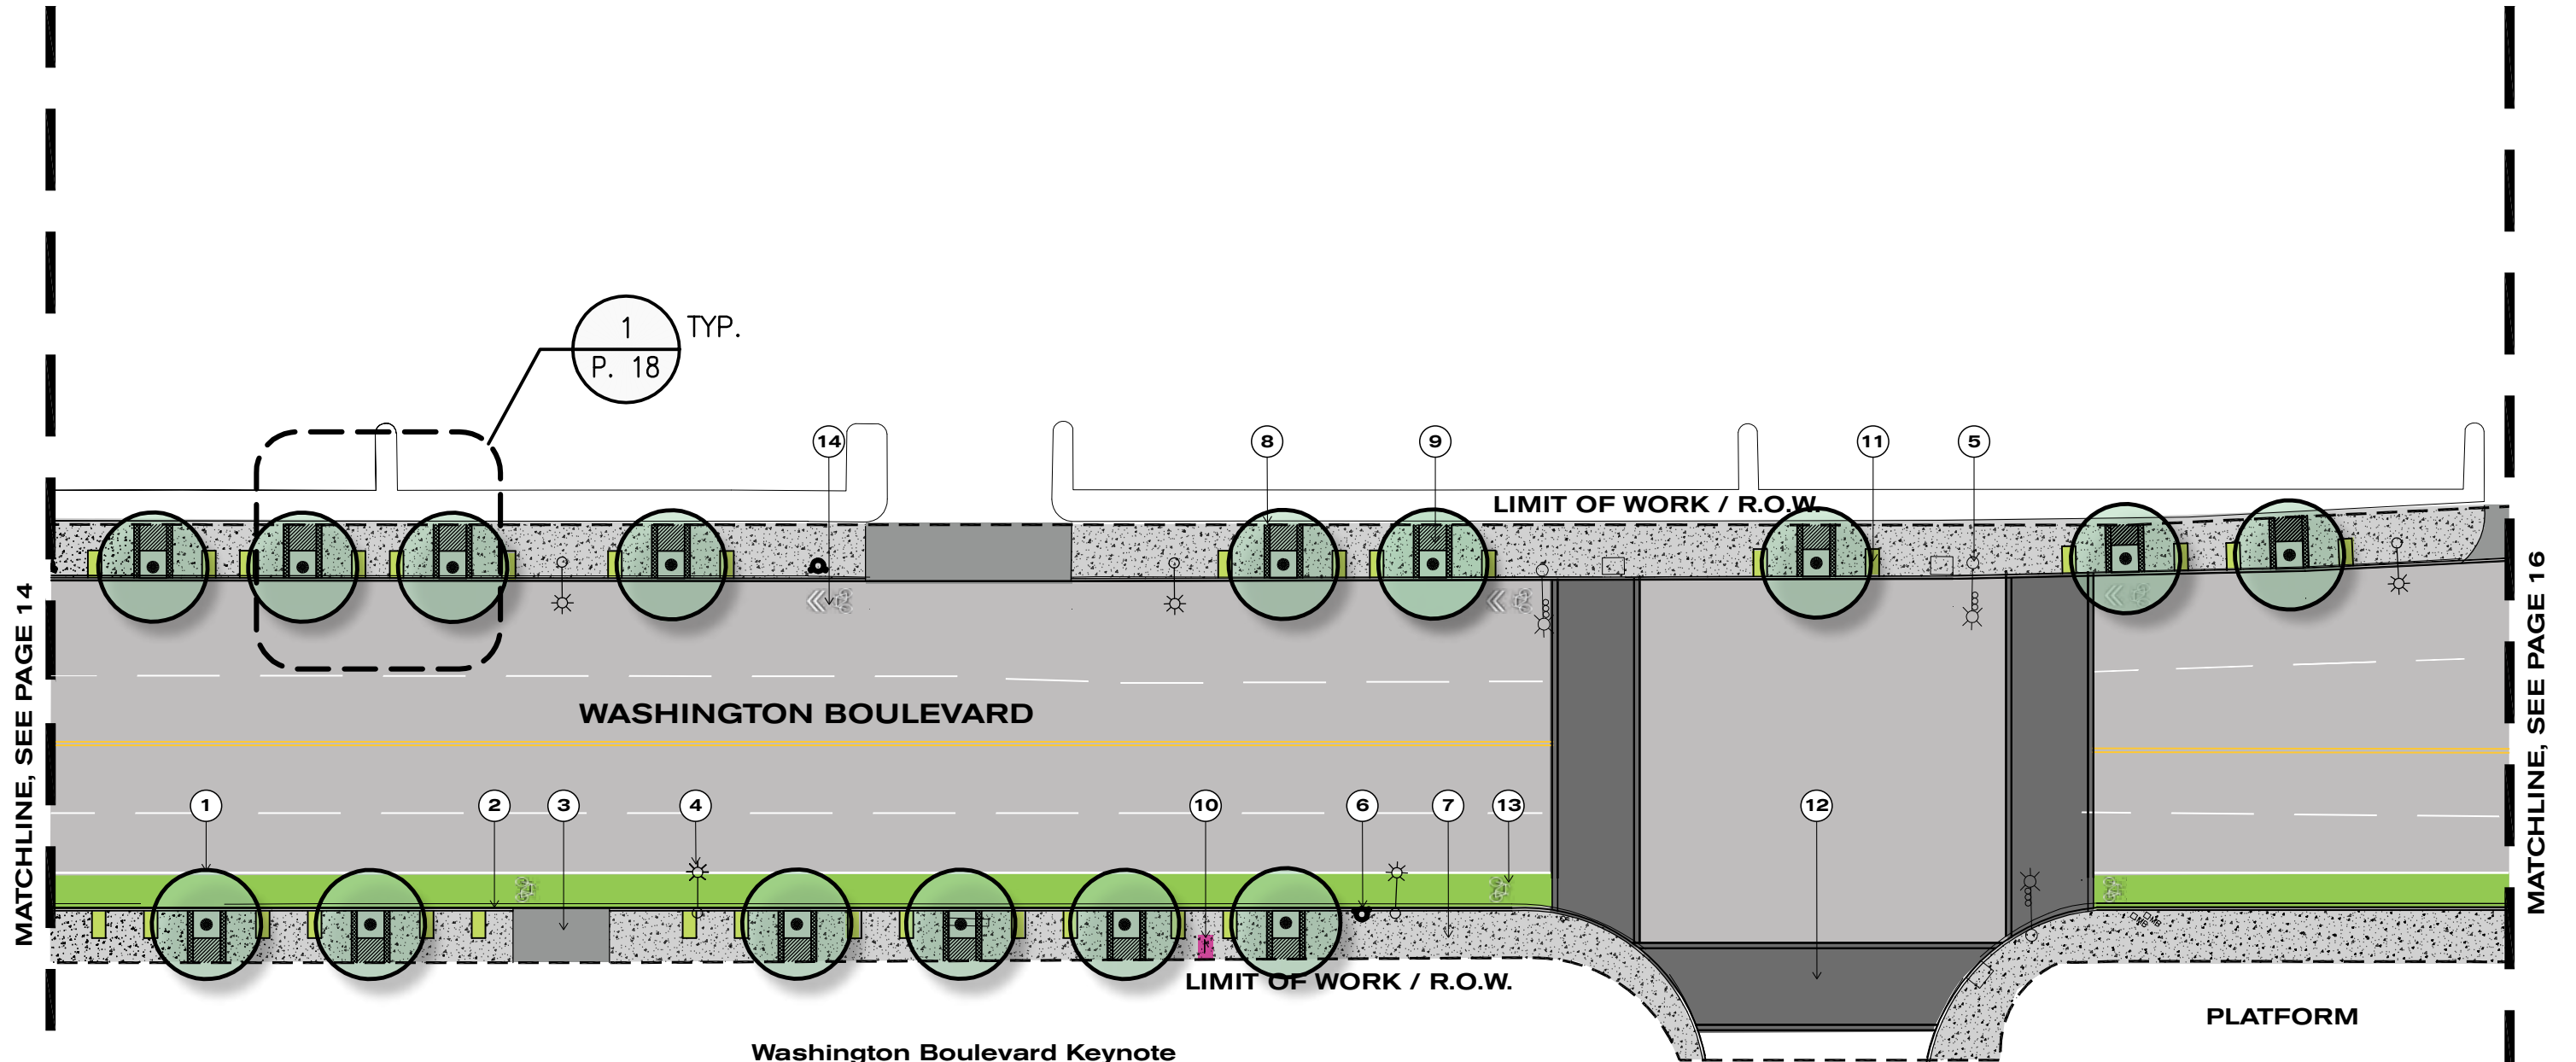 1
P. 18
TYP.
14
8
9
11
5
LIMIT OF WORK / R.O.W.
MATCHLINE, SEE PAGE 14
MATCHLINE, SEE PAGE 16
WASHINGTON BOULEVARD
1
2
3
4
10
6
7
13
12
LIMIT OF WORK / R.O.W.
PLATFORM
Washington Boulevard Keynote